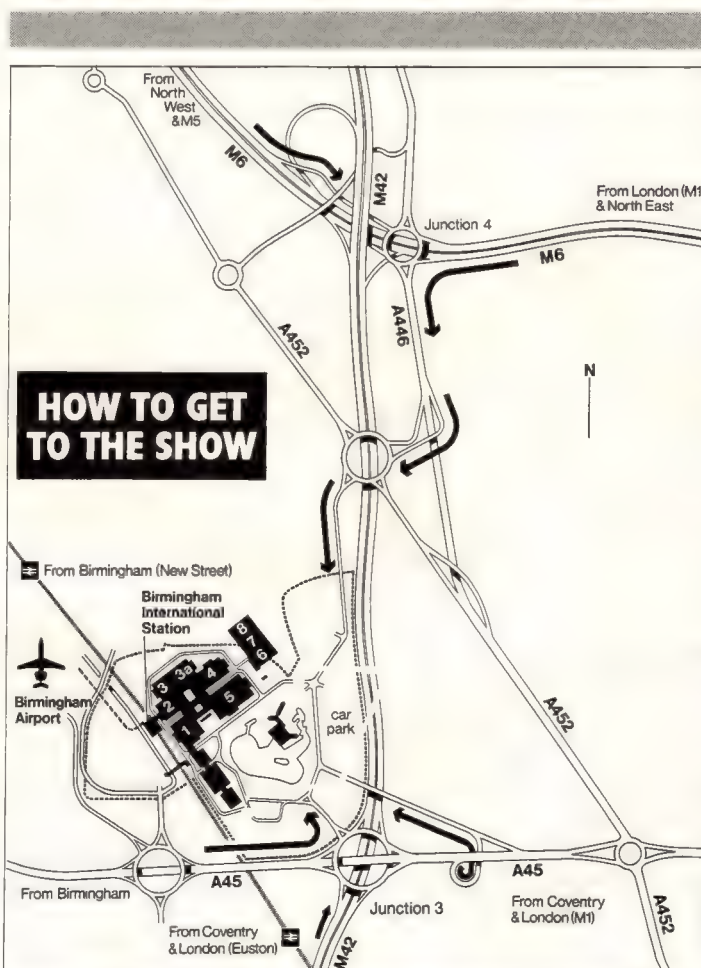 From
North
West
& M5
M6
M42
From London (M1
& North East
Junction 4
M6
A446
A452
N
HOW TO GET
TO THE SHOW
From Birmingham (New Street)
Birmingham
International
Station
8
7
6
3a
4
3
5
2
1
Birmingham
Airport
car
park
A452
From Birmingham
A45
A45
Junction 3
From Coventry
& London (M1)
From Coventry
& London (Euston)
M42
A452